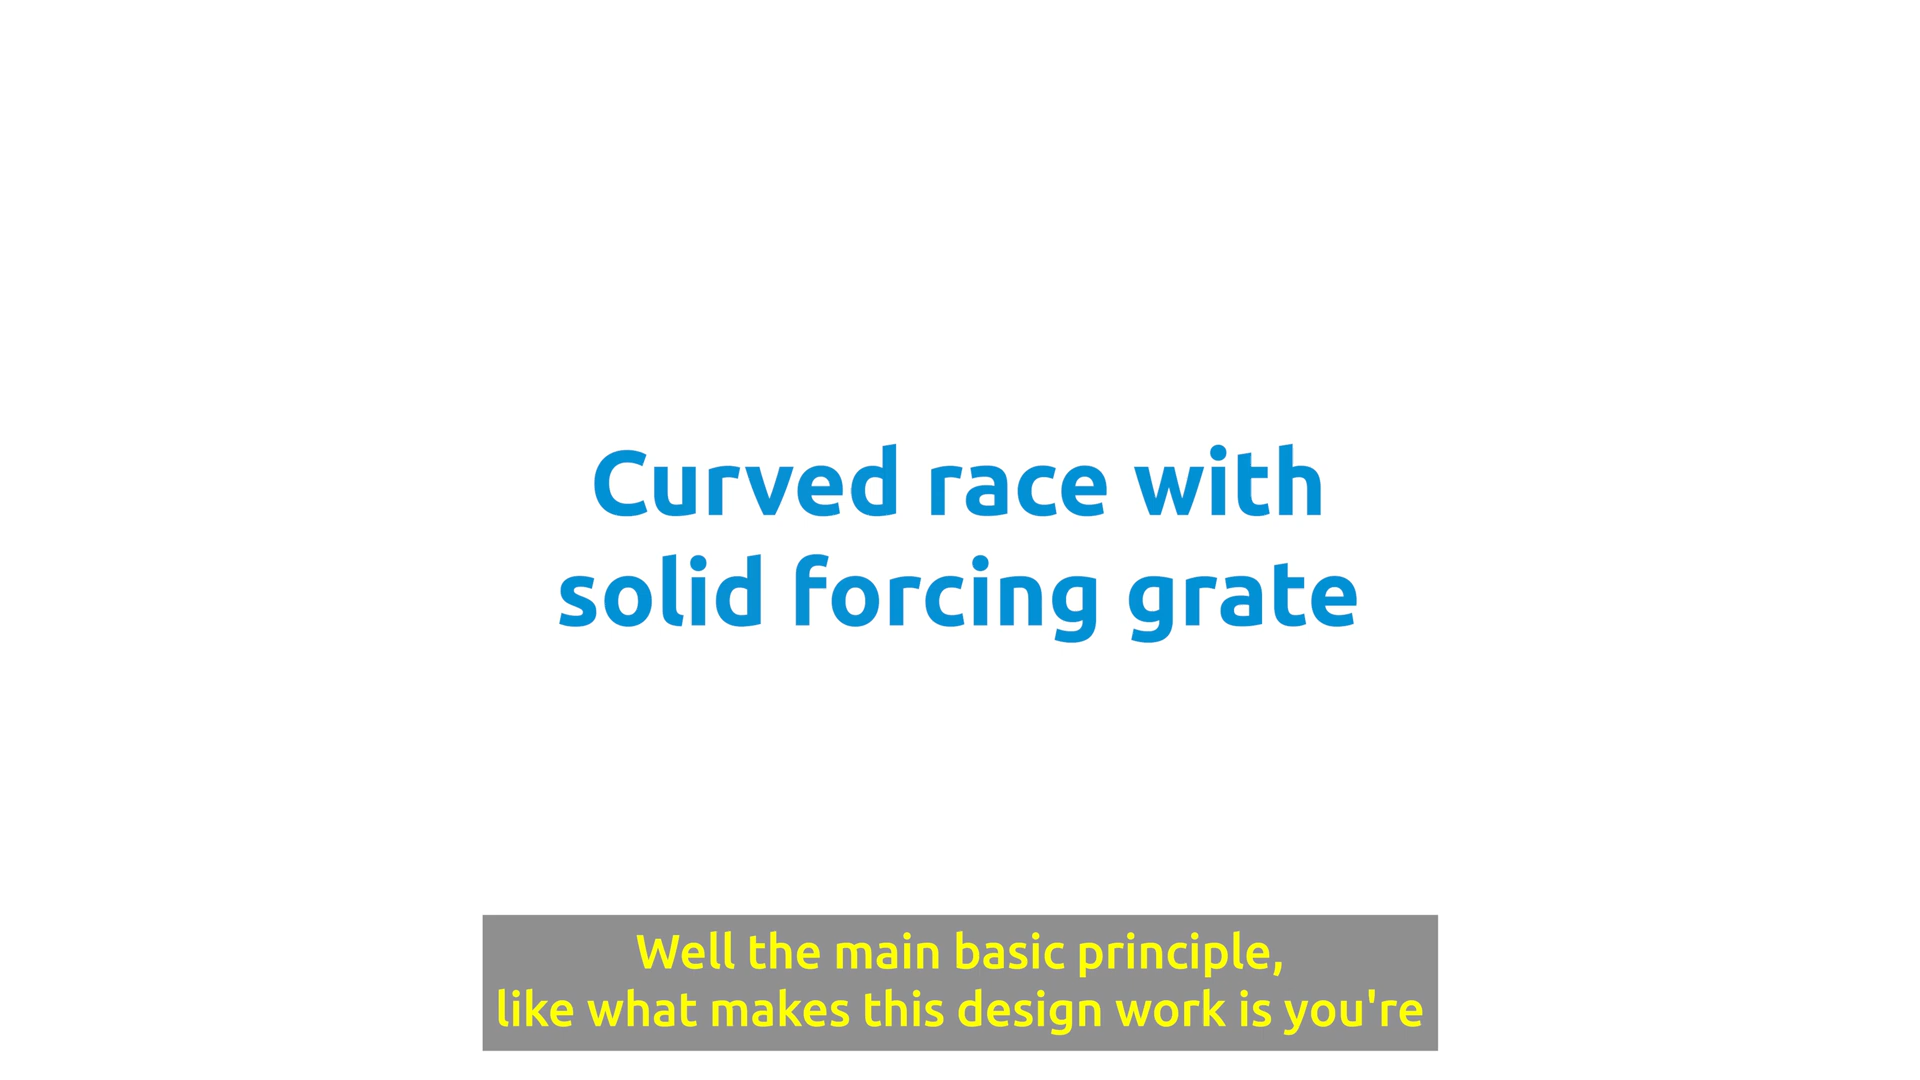 Curved race with
solid forcing grate
Well the main basic principle,
like what makes this design work is you're